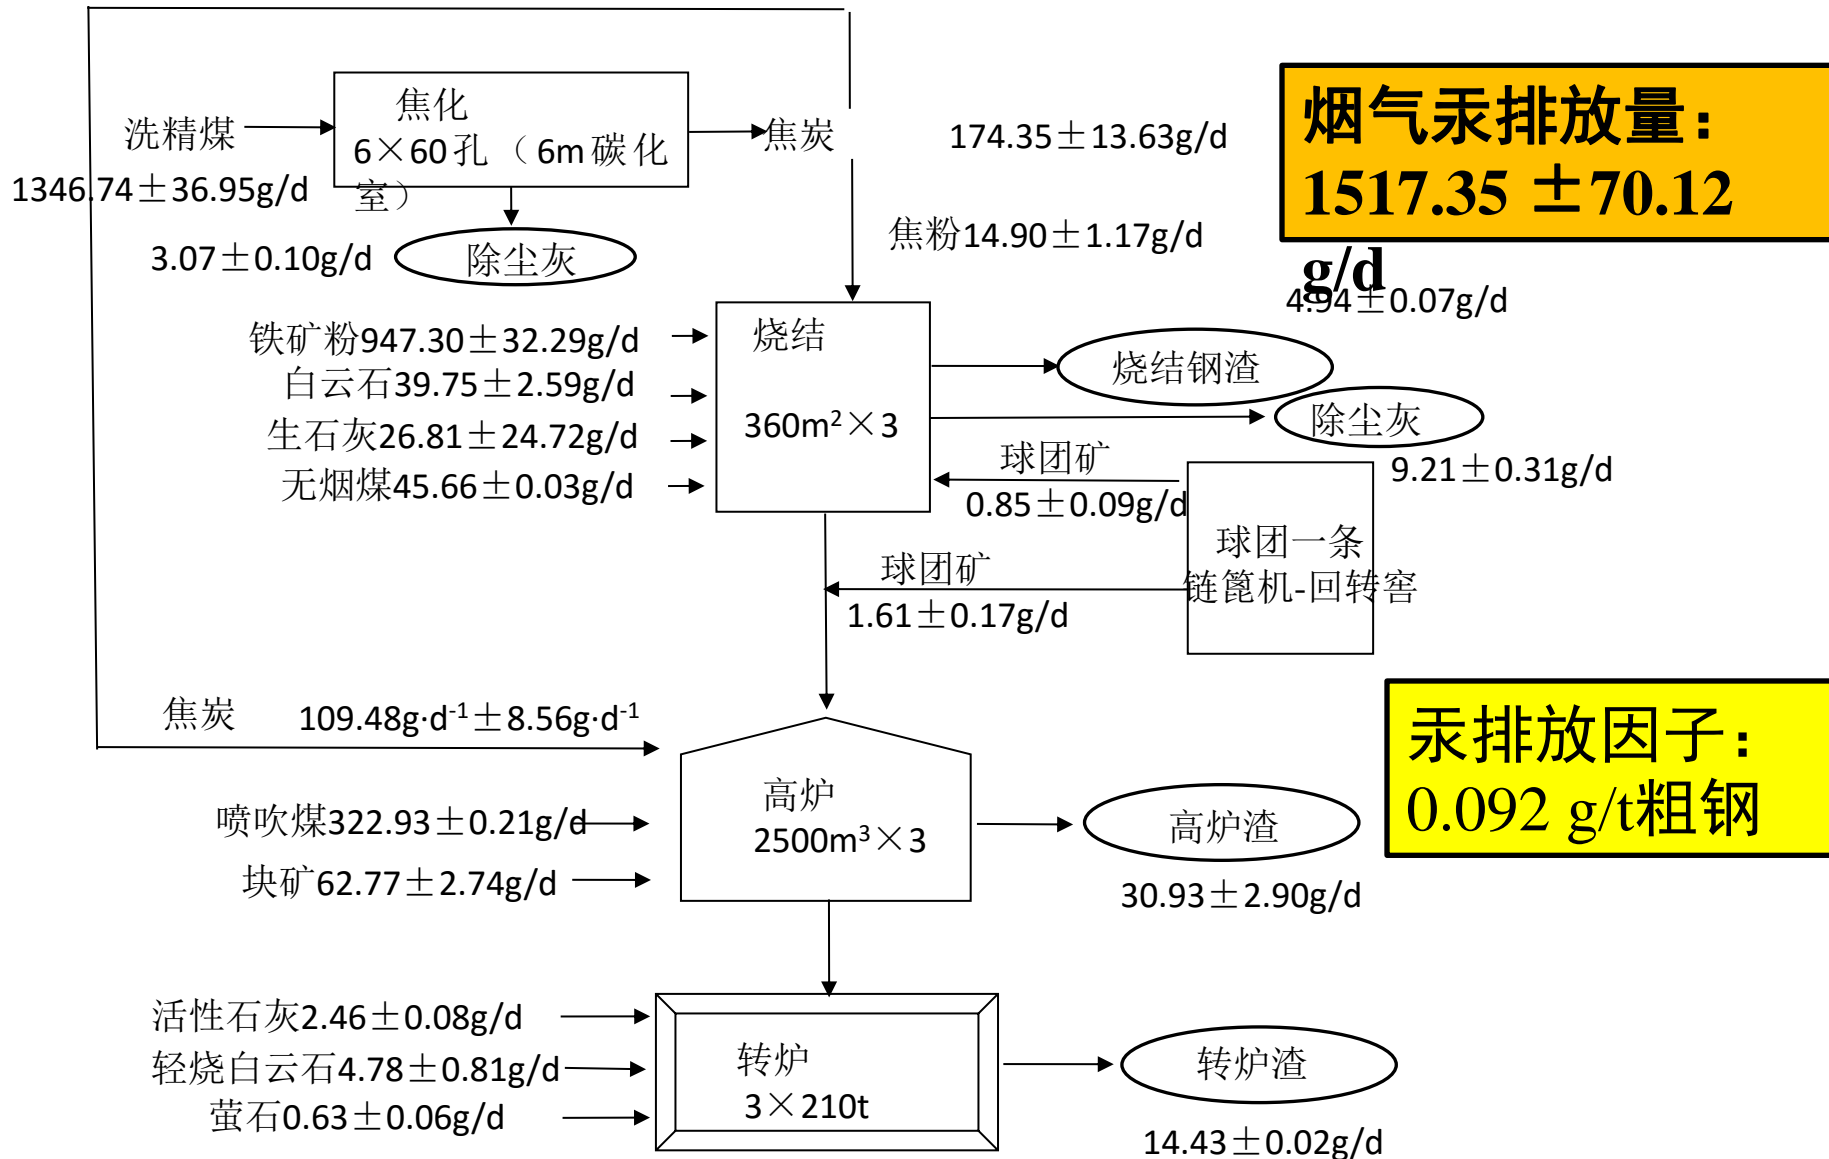 焦化
6×60孔（6m碳化
室）
洗精煤
1346.74±36.95g/d
焦炭
174.35±13.63g/d
烟气汞排放量：
1517.35 ±70.12
g/d
3.07±0.10g/d
除尘灰
焦粉14.90±1.17g/d
4.94±0.07g/d
铁矿粉947.30±32.29g/d
白云石39.75±2.59g/d
生石灰26.81±24.72g/d
无烟煤45.66±0.03g/d
烧结
360m²×3
烧结钢渣
除尘灰
9.21±0.31g/d
球团矿
0.85±0.09g/d
球团一条
链篦机-回转窖
球团矿
1.61±0.17g/d
焦炭 109.48g·d⁻¹±8.56g·d⁻¹
汞排放因子：
0.092 g/t粗钢
喷吹煤322.93±0.21g/d
块矿62.77±2.74g/d
高炉
2500m³×3
高炉渣
30.93±2.90g/d
活性石灰2.46±0.08g/d
轻烧白云石4.78±0.81g/d
萤石0.63±0.06g/d
转炉
3×210t
转炉渣
14.43±0.02g/d